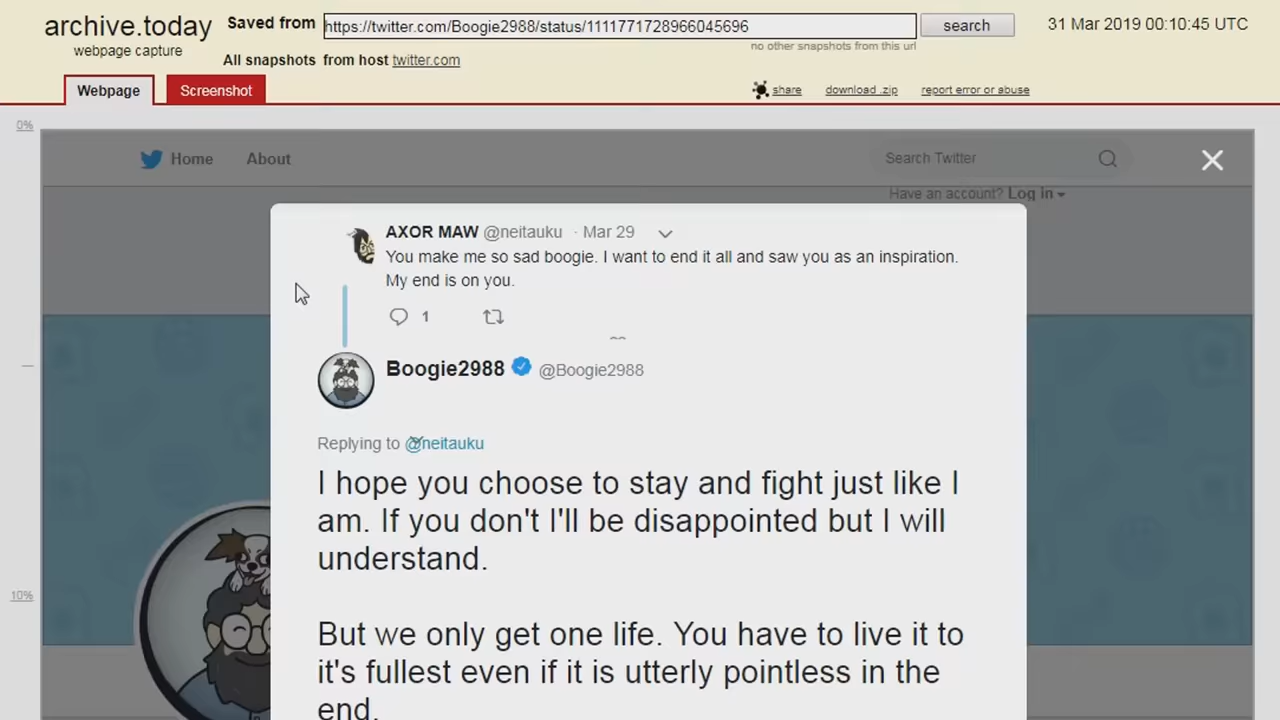 archive.today
webpage capture
Saved from https://twitter.com/Boogie2988/status/1111771728966045696 search
no other snapshots from this url
31 Mar 2019 00:10:45 UTC
All snapshots from host twitter.com
Webpage Screenshot
share download .zip report error or abuse
0%
Home About Search Twitter
Have an account? Log in
AXOR MAW @neitauku · Mar 29
You make me so sad boogie. I want to end it all and saw you as an inspiration.
My end is on you.
1
Boogie2988 @Boogie2988
Replying to @neitauku
I hope you choose to stay and fight just like I
am. If you don't I'll be disappointed but I will
understand.
10%
But we only get one life. You have to live it to
it's fullest even if it is utterly pointless in the
end.